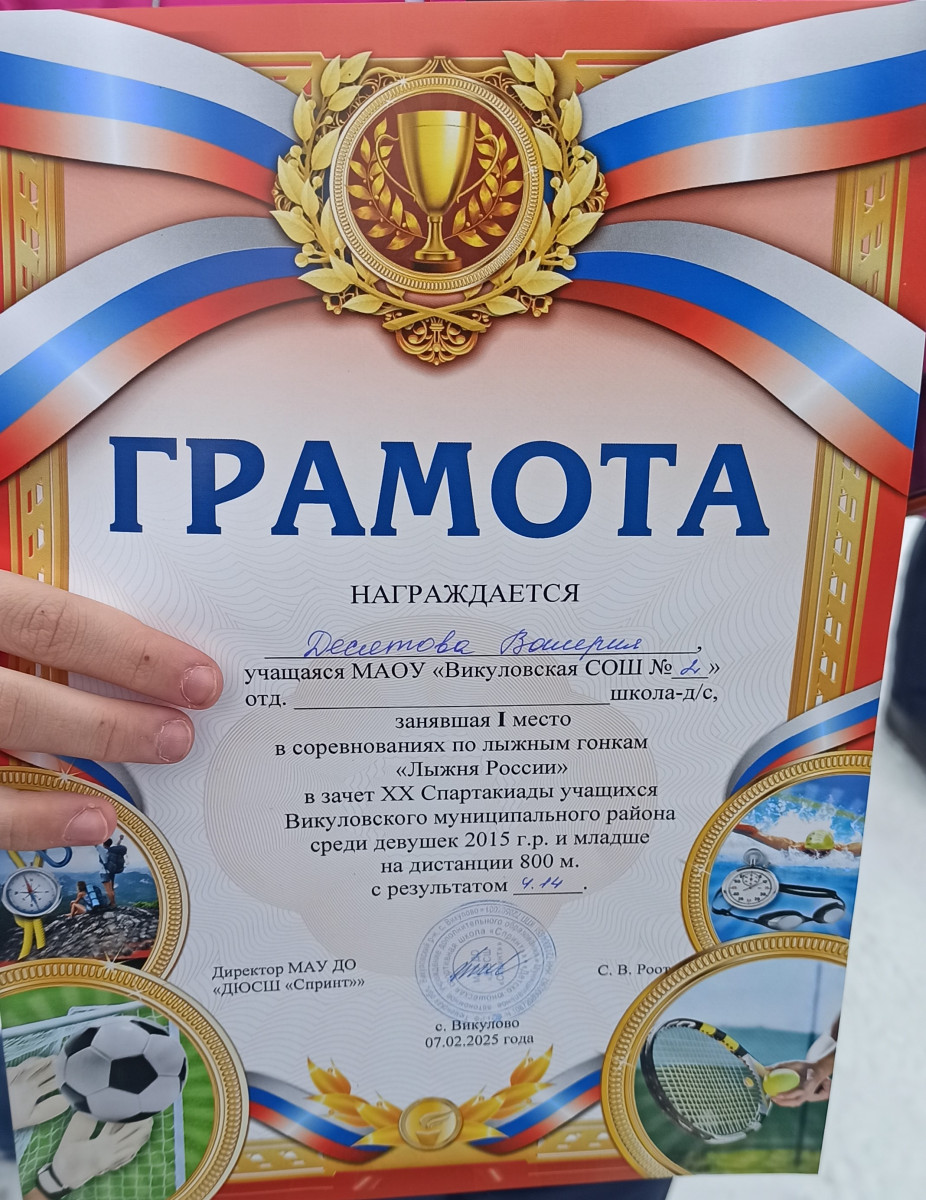 ГРАМОТА
НАГРАЖДАЕТСЯ
Десятова Валерия,
учащаяся МАОУ «Викуловская СОШ № 2»
отд. ____________ школа-д/с,
занявшая I место
в соревнованиях по лыжным гонкам
«Лыжня России»
в зачет XX Спартакиады учащихся
Викуловского муниципального района
среди девушек 2015 г.р. и младше
на дистанции 800 м.
с результатом 4.14.
Директор МАУ ДО
«ДЮСШ «Спринт»»
С. В. Роот
с. Викулово
07.02.2025 года